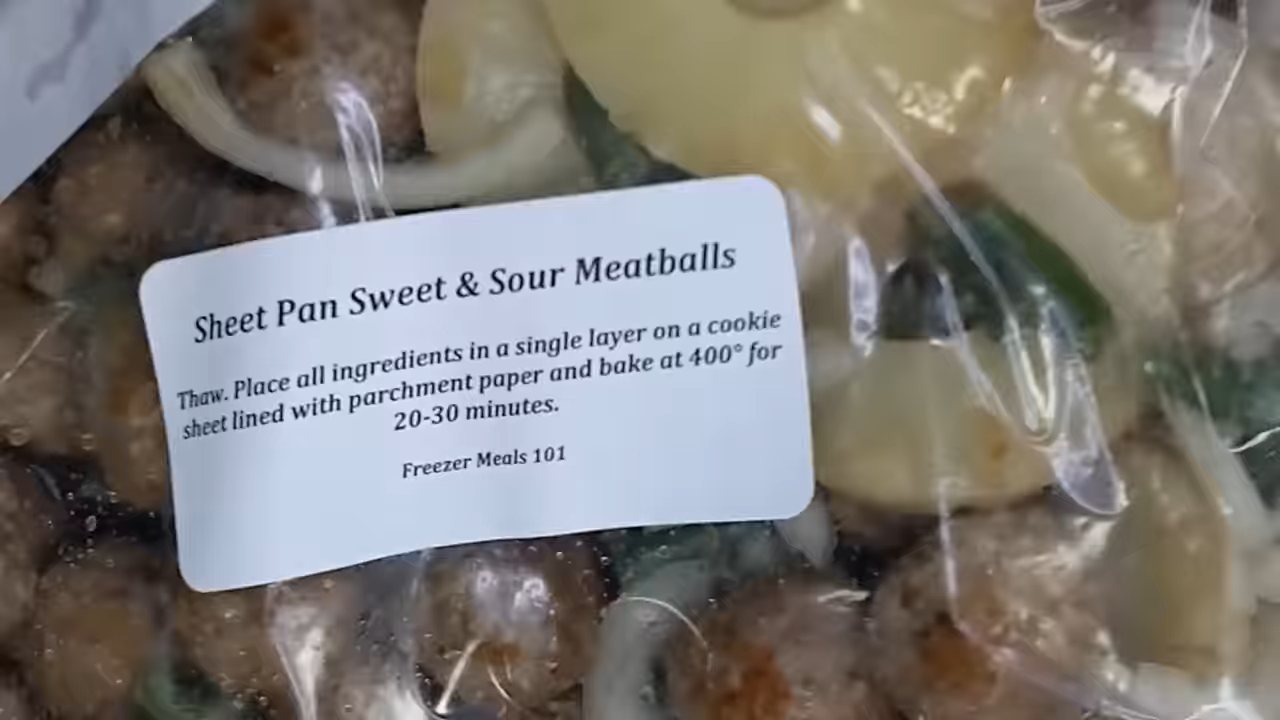 Sheet Pan Sweet & Sour Meatballs
Thaw. Place all ingredients in a single layer on a cookie
sheet lined with parchment paper and bake at 400° for
20-30 minutes.
Freezer Meals 101